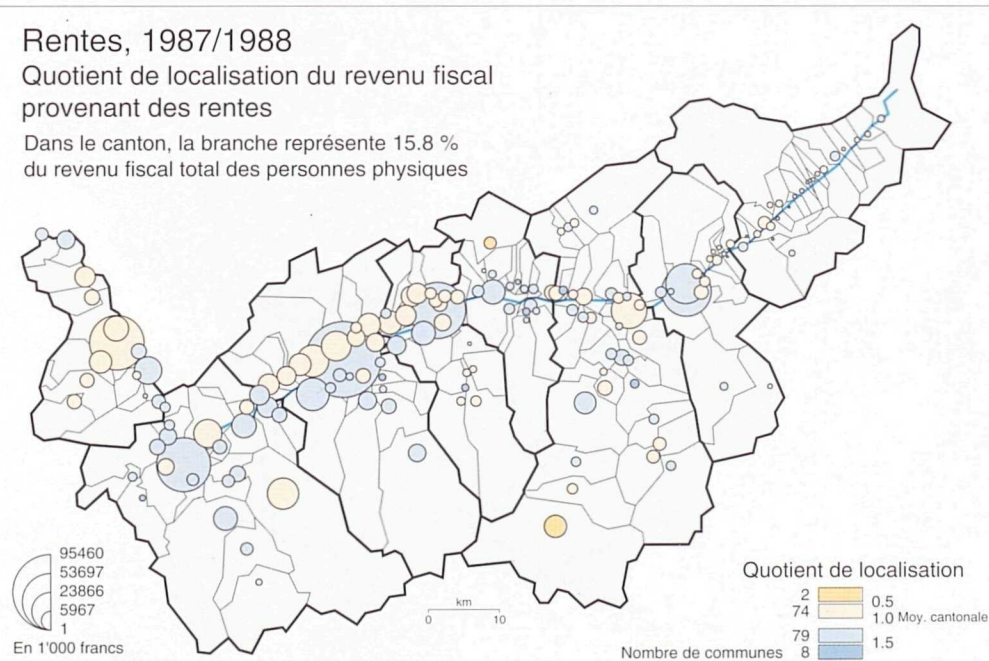 Rentes, 1987/1988
Quotient de localisation du revenu fiscal
provenant des rentes
Dans le canton, la branche représente 15.8 %
du revenu fiscal total des personnes physiques
95460
53697
23866
5967
1
En 1'000 francs
km
0 10
Quotient de localisation
2 0.5
74 1.0 Moy. cantonale
79 1.5
Nombre de communes 8